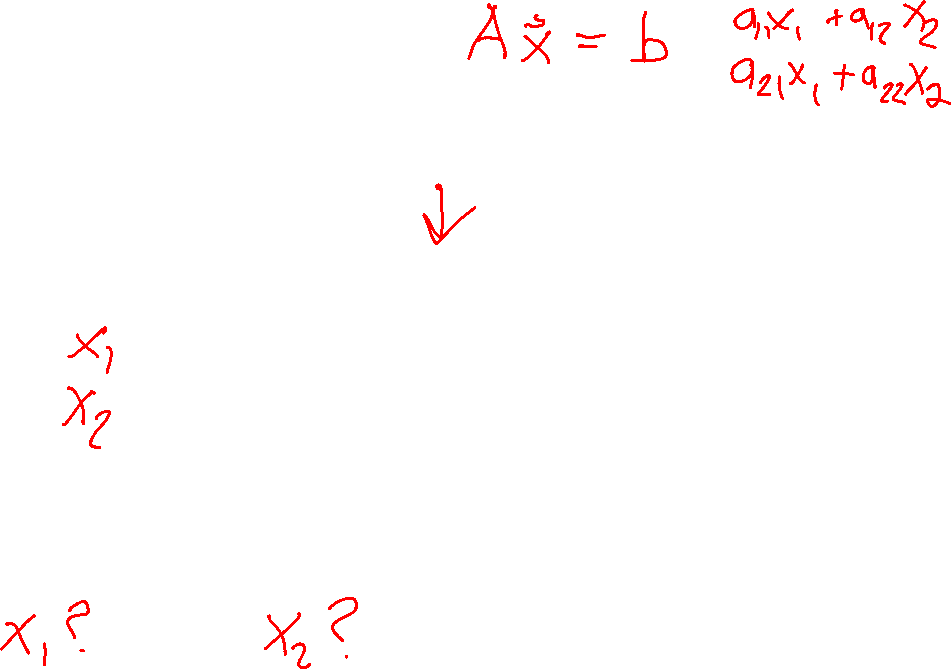 A x⃗ = b a₁₁x₁ + a₁₂x₂
a₂₁x₁ + a₂₂x₂
↓
x₁
x₂
x₁? x₂?